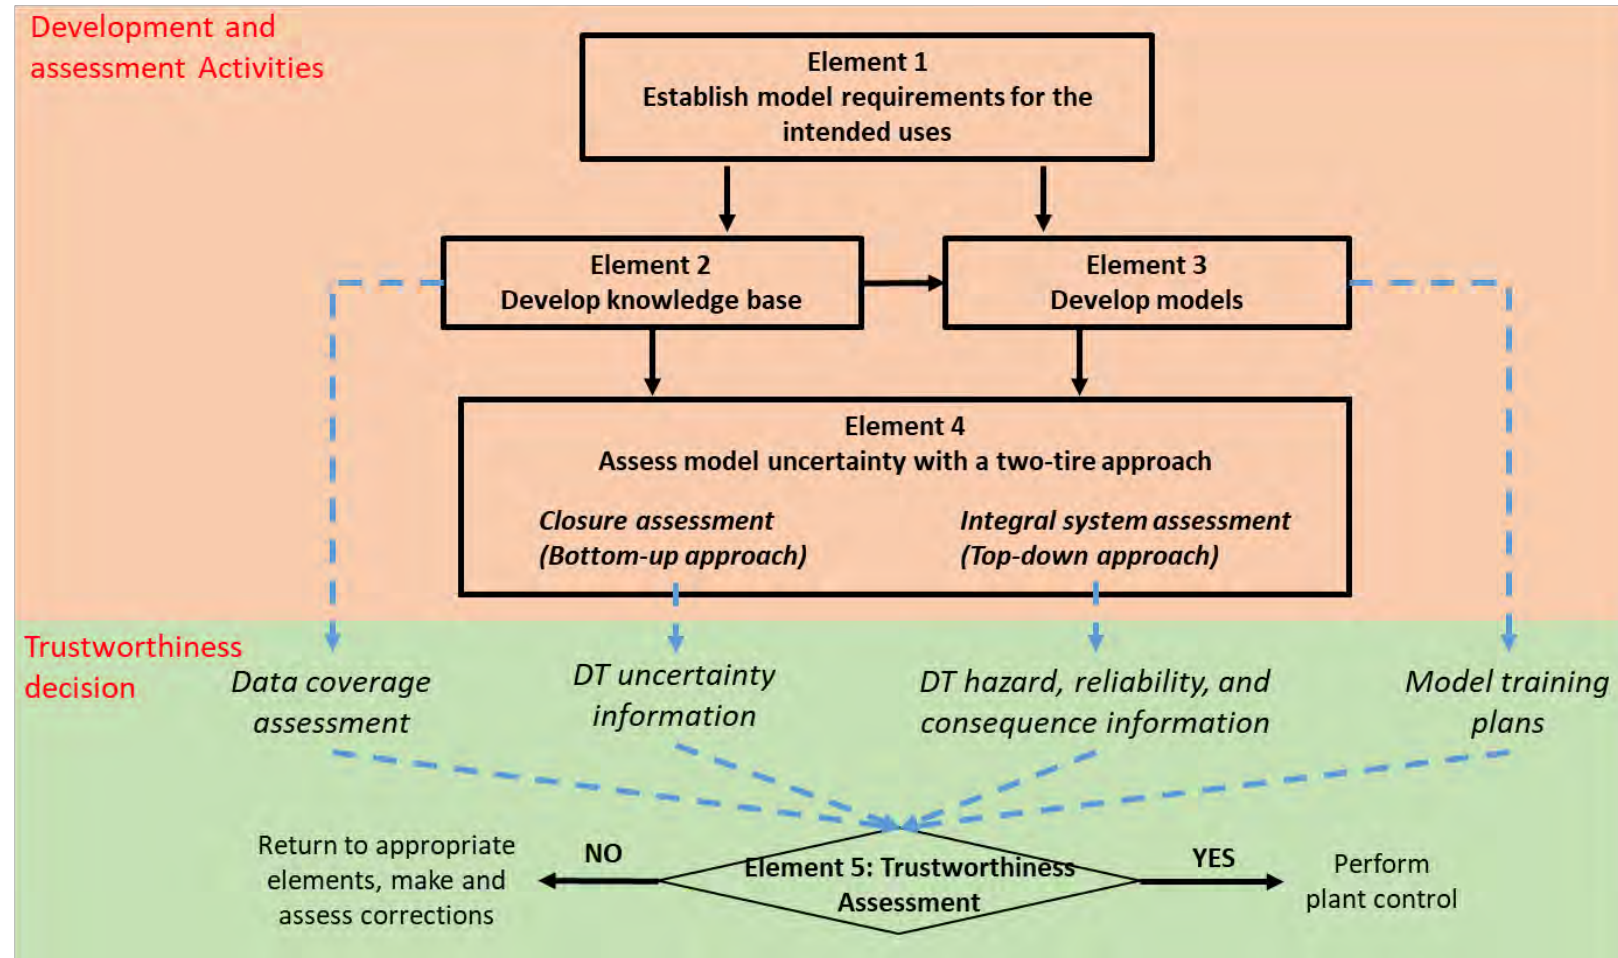 Development and
assessment Activities
Element 1
Establish model requirements for the
intended uses
Element 2
Develop knowledge base
Element 3
Develop models
Element 4
Assess model uncertainty with a two-tire approach
Closure assessment
(Bottom-up approach)
Integral system assessment
(Top-down approach)
Trustworthiness
decision
Data coverage
assessment
DT uncertainty
information
DT hazard, reliability, and
consequence information
Model training
plans
Return to appropriate
elements, make and
assess corrections
NO
Element 5: Trustworthiness
Assessment
YES
Perform
plant control